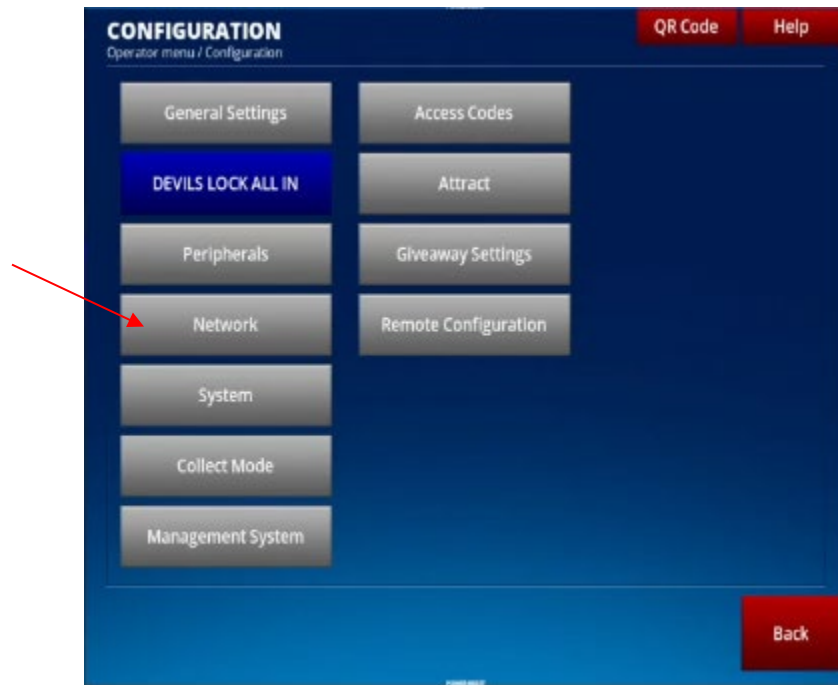 CONFIGURATION
Operator menu / Configuration
QR Code
Help
General Settings
Access Codes
DEVILS LOCK ALL IN
Attract
Peripherals
Giveaway Settings
Network
Remote Configuration
System
Collect Mode
Management System
Back